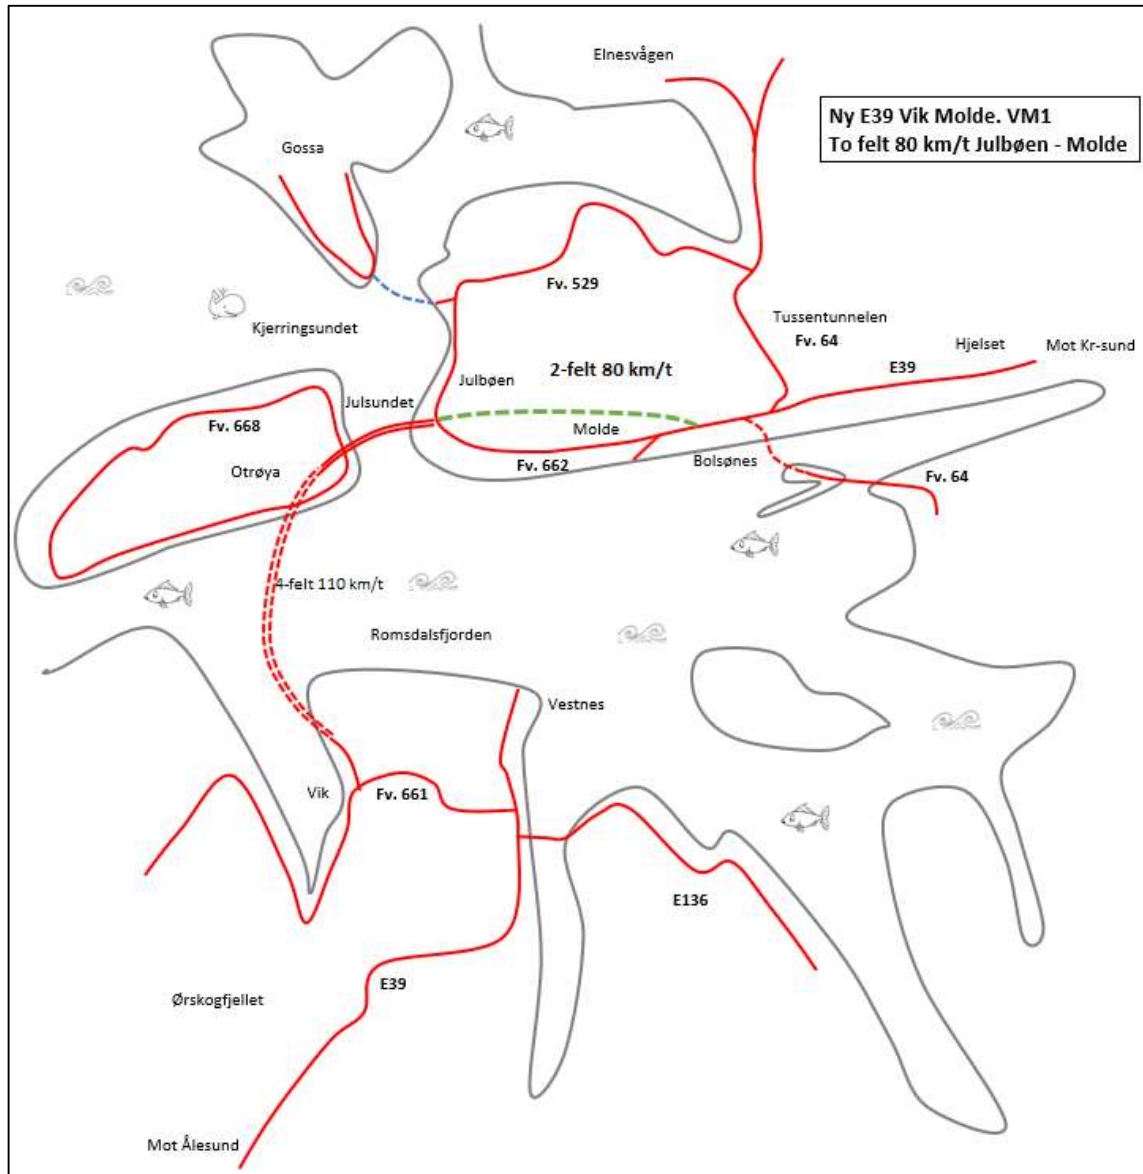 Elnesvågen
Ny E39 Vik Molde. VM1
To felt 80 km/t Julbøen - Molde
Gossa
Fv. 529
Kjerringsundet
Tussentunnelen
Fv. 64
Hjelset
Mot Kr-sund
E39
2-felt 80 km/t
Julbøen
Julsundet
Fv. 668
Molde
Otrøya
Fv. 662
Bolsønes
Fv. 64
4-felt 110 km/t
Romsdalsfjorden
Vestnes
Vik
Fv. 661
E136
E39
Ørskogfjellet
Mot Ålesund